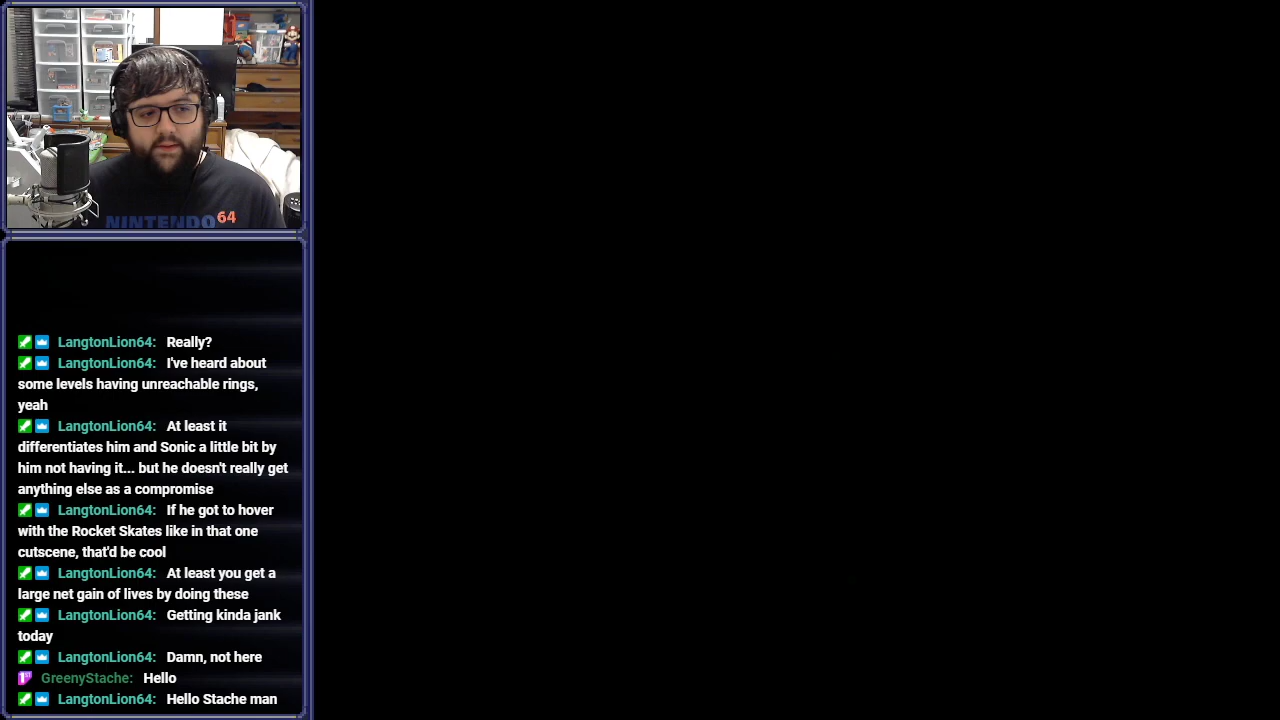 NINTENDO64
LangtonLion64: Really?
LangtonLion64: I've heard about
some levels having unreachable rings,
yeah
LangtonLion64: At least it
differentiates him and Sonic a little bit by
him not having it... but he doesn't really get
anything else as a compromise
LangtonLion64: If he got to hover
with the Rocket Skates like in that one
cutscene, that'd be cool
LangtonLion64: At least you get a
large net gain of lives by doing these
LangtonLion64: Getting kinda jank
today
LangtonLion64: Damn, not here
GreenyStache: Hello
LangtonLion64: Hello Stache man